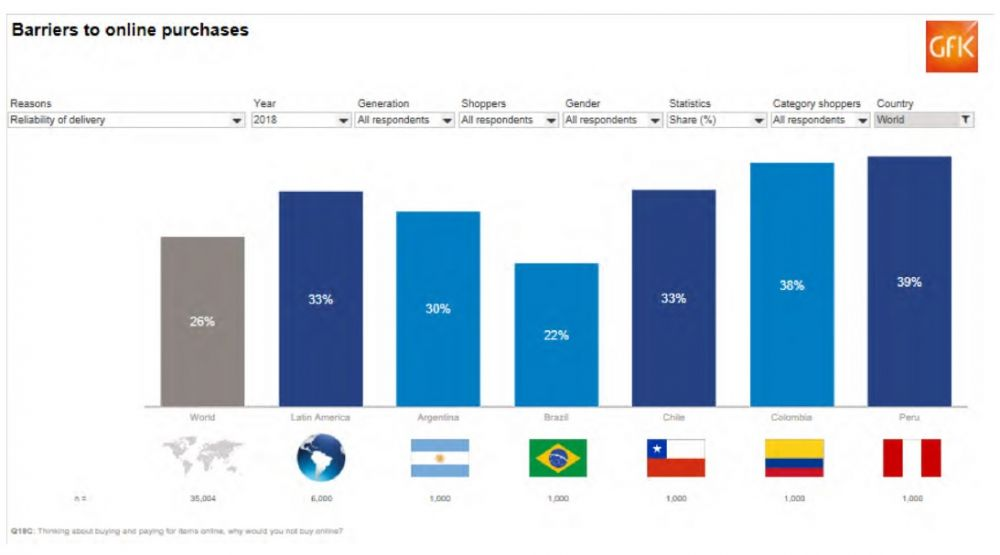 Barriers to online purchases
GfK
Reasons Year Generation Shoppers Gender Statistics Category shoppers Country
Reliability of delivery 2018 All respondents All respondents All respondents Share (%) All respondents World
26% 33% 30% 22% 33% 38% 39%
World Latin America Argentina Brazil Chile Colombia Peru
n = 35,004 6,000 1,000 1,000 1,000 1,000 1,000
Q18C: Thinking about buying and paying for items online, why would you not buy online?